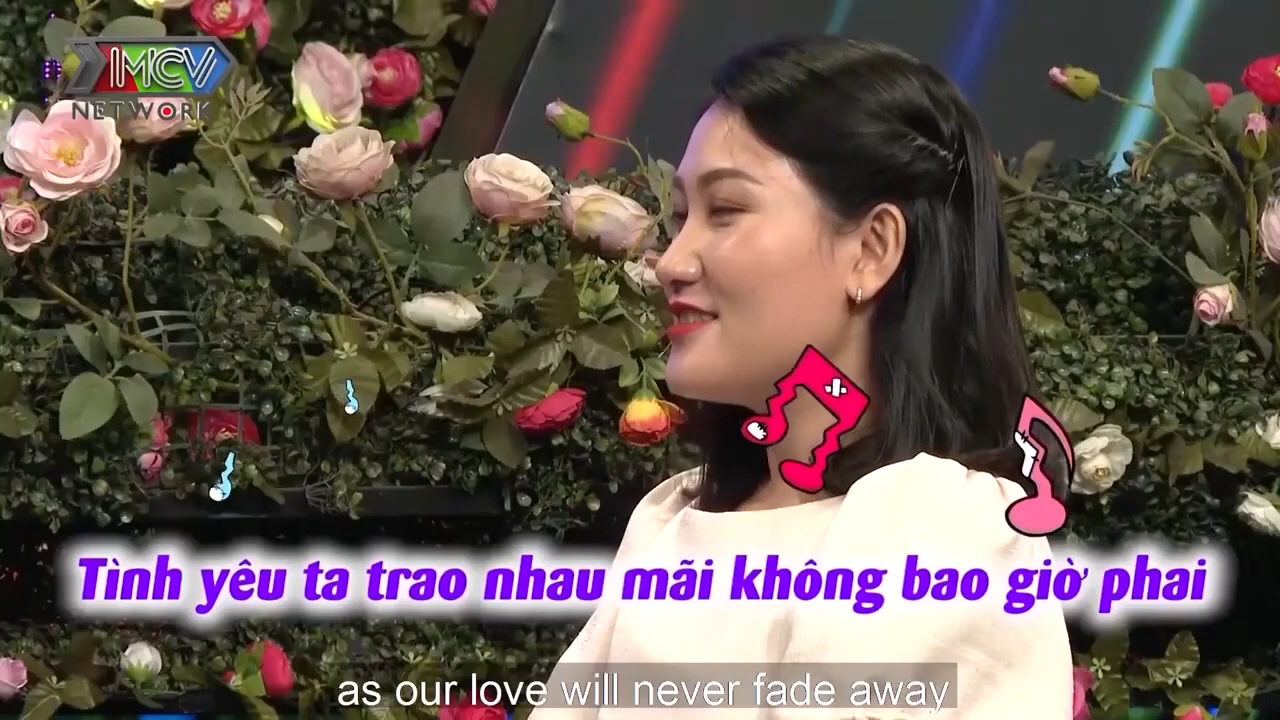 MCV
NETWORK
Tình yêu ta trao nhau mãi không bao giờ phai
as our love will never fade away